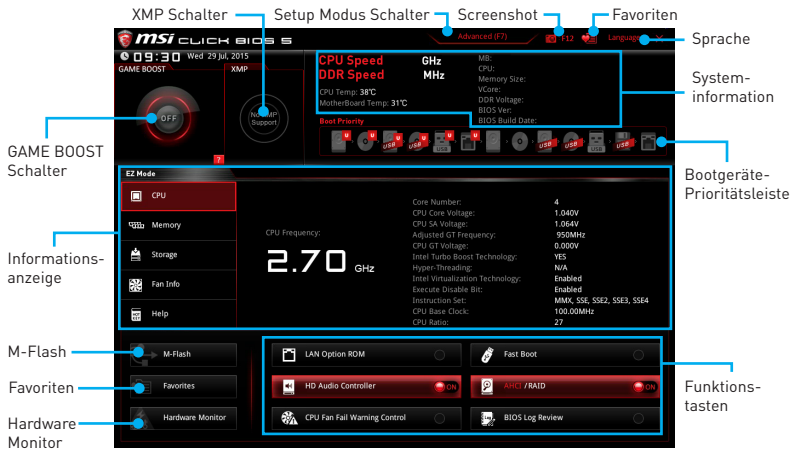 XMP Schalter
Setup Modus Schalter
Screenshot
Favoriten
msi CLICK BIOS 5
Advanced (F7)
F12
Language
X
Sprache
09:30 Wed 29 Jul, 2015
GAME BOOST
XMP
OFF
No XMP
Support
?
CPU Speed GHz
DDR Speed MHz
CPU Temp: 38°C
MotherBoard Temp: 31°C
MB:
CPU:
Memory Size:
VCore:
DDR Voltage:
BIOS Ver:
BIOS Build Date:
System-
information
Boot Priority
U U U USB U USB U USB U U USB USB USB USB
GAME BOOST
Schalter
Bootgeräte-
Prioritätsleiste
EZ Mode
CPU
Memory
Storage
Fan Info
Help
CPU Frequency:
2.70 GHz
Core Number: 4
CPU Core Voltage: 1.040V
CPU SA Voltage: 1.064V
Adjusted GT Frequency: 950MHz
CPU GT Voltage: 0.000V
Intel Turbo Boost Technology: YES
Hyper-Threading: N/A
Intel Virtualization Technology: Enabled
Execute Disable Bit: Enabled
Instruction Set: MMX, SSE, SSE2, SSE3, SSE4
CPU Base Clock: 100.00MHz
CPU Ratio: 27
Informations-
anzeige
M-Flash
Favoriten
Hardware
Monitor
M-Flash
Favorites
Hardware Monitor
LAN Option ROM
Fast Boot
HD Audio Controller ON
AHCI /RAID ON
CPU Fan Fail Warning Control
BIOS Log Review
Funktions-
tasten